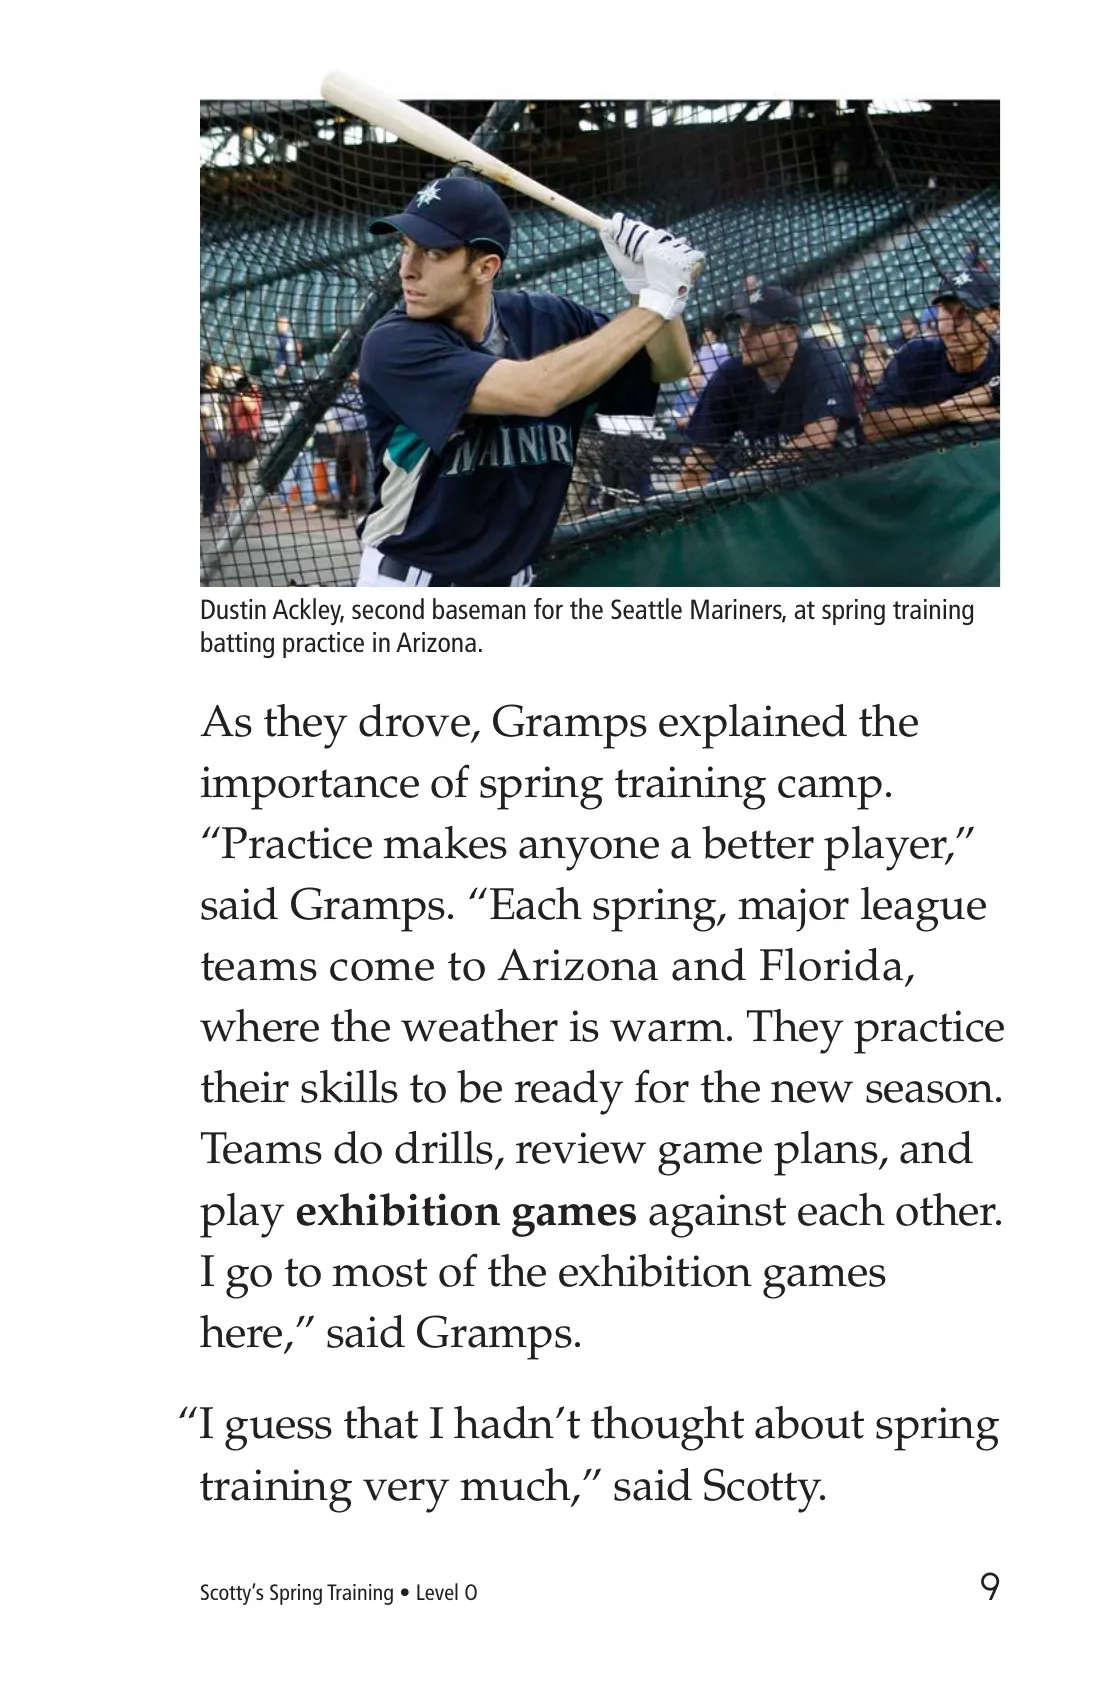 MARINER
Dustin Ackley, second baseman for the Seattle Mariners, at spring training
batting practice in Arizona.
As they drove, Gramps explained the
importance of spring training camp.
“Practice makes anyone a better player,”
said Gramps. “Each spring, major league
teams come to Arizona and Florida,
where the weather is warm. They practice
their skills to be ready for the new season.
Teams do drills, review game plans, and
play exhibition games against each other.
I go to most of the exhibition games
here,” said Gramps.
“I guess that I hadn’t thought about spring
training very much,” said Scotty.
Scotty’s Spring Training • Level O
9